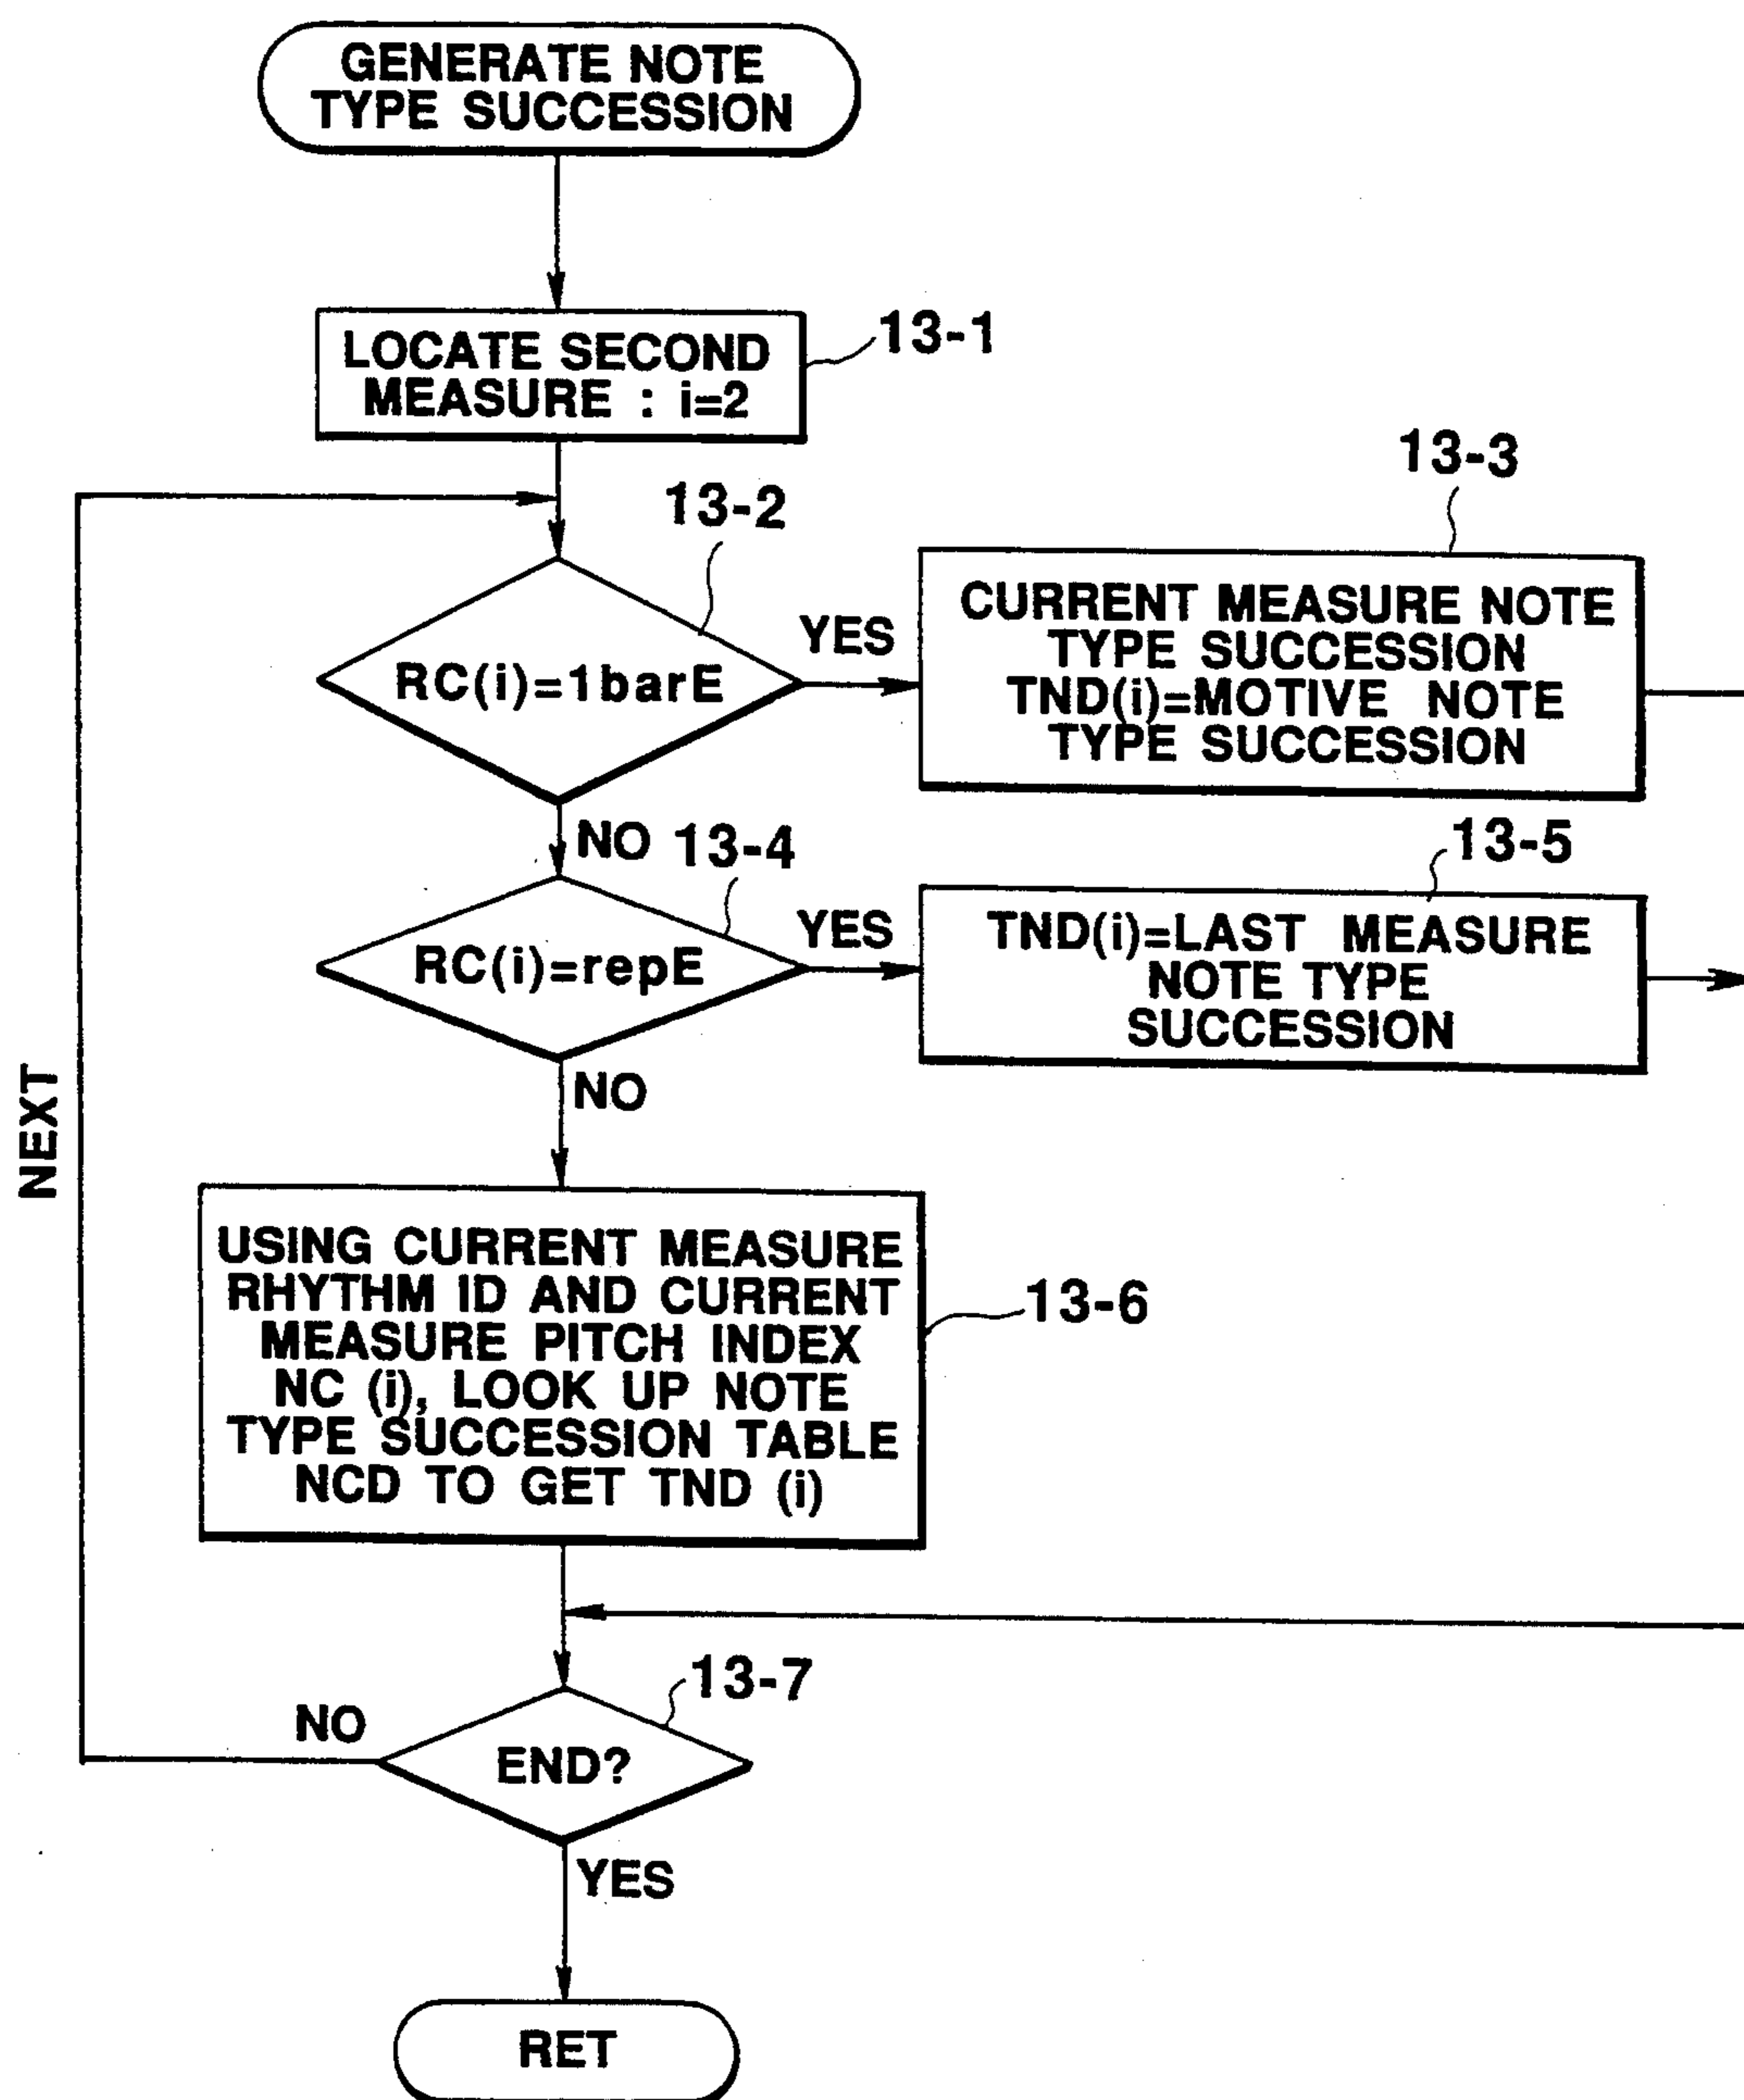 GENERATE NOTE
TYPE SUCCESSION
LOCATE SECOND
MEASURE : i=2
13-1
13-2
RC(i)=1barE
YES
13-3
CURRENT MEASURE NOTE
TYPE SUCCESSION
TND(i)=MOTIVE NOTE
TYPE SUCCESSION
NO
13-4
RC(i)=repE
YES
13-5
TND(i)=LAST MEASURE
NOTE TYPE
SUCCESSION
NO
NEXT
USING CURRENT MEASURE
RHYTHM ID AND CURRENT
MEASURE PITCH INDEX
NC (i), LOOK UP NOTE
TYPE SUCCESSION TABLE
NCD TO GET TND (i)
13-6
13-7
NO
END?
YES
RET